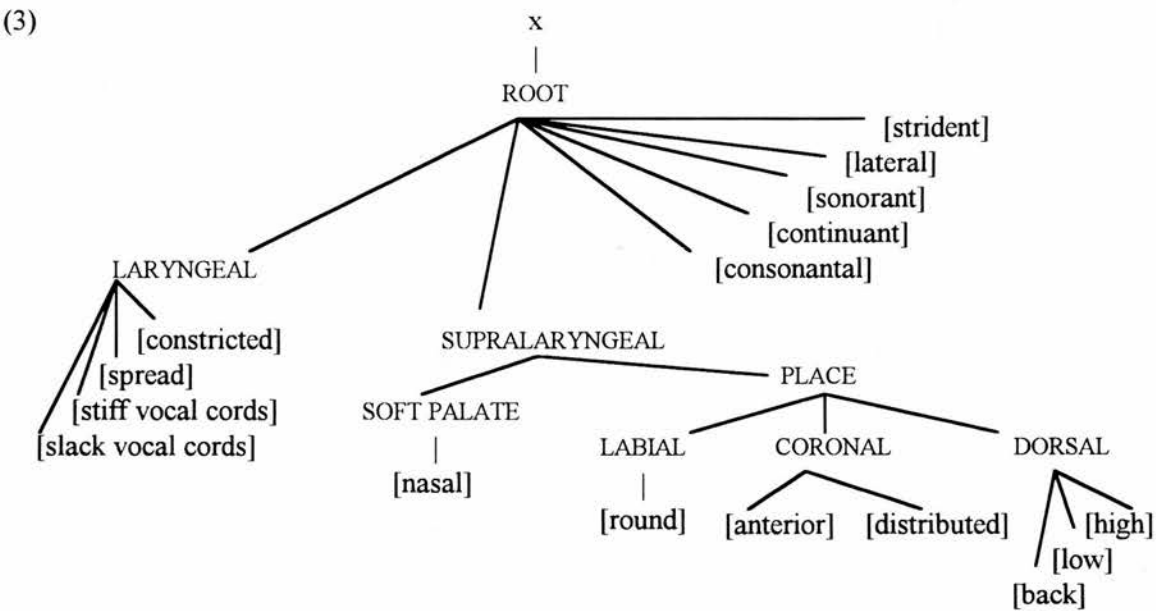 (3)
x
ROOT
[strident]
[lateral]
[sonorant]
[continuant]
[consonantal]
LARYNGEAL
[constricted]
[spread]
[stiff vocal cords]
[slack vocal cords]
SUPRALARYNGEAL
PLACE
SOFT PALATE
[nasal]
LABIAL CORONAL DORSAL
[round] [anterior] [distributed] [high]
[low]
[back]